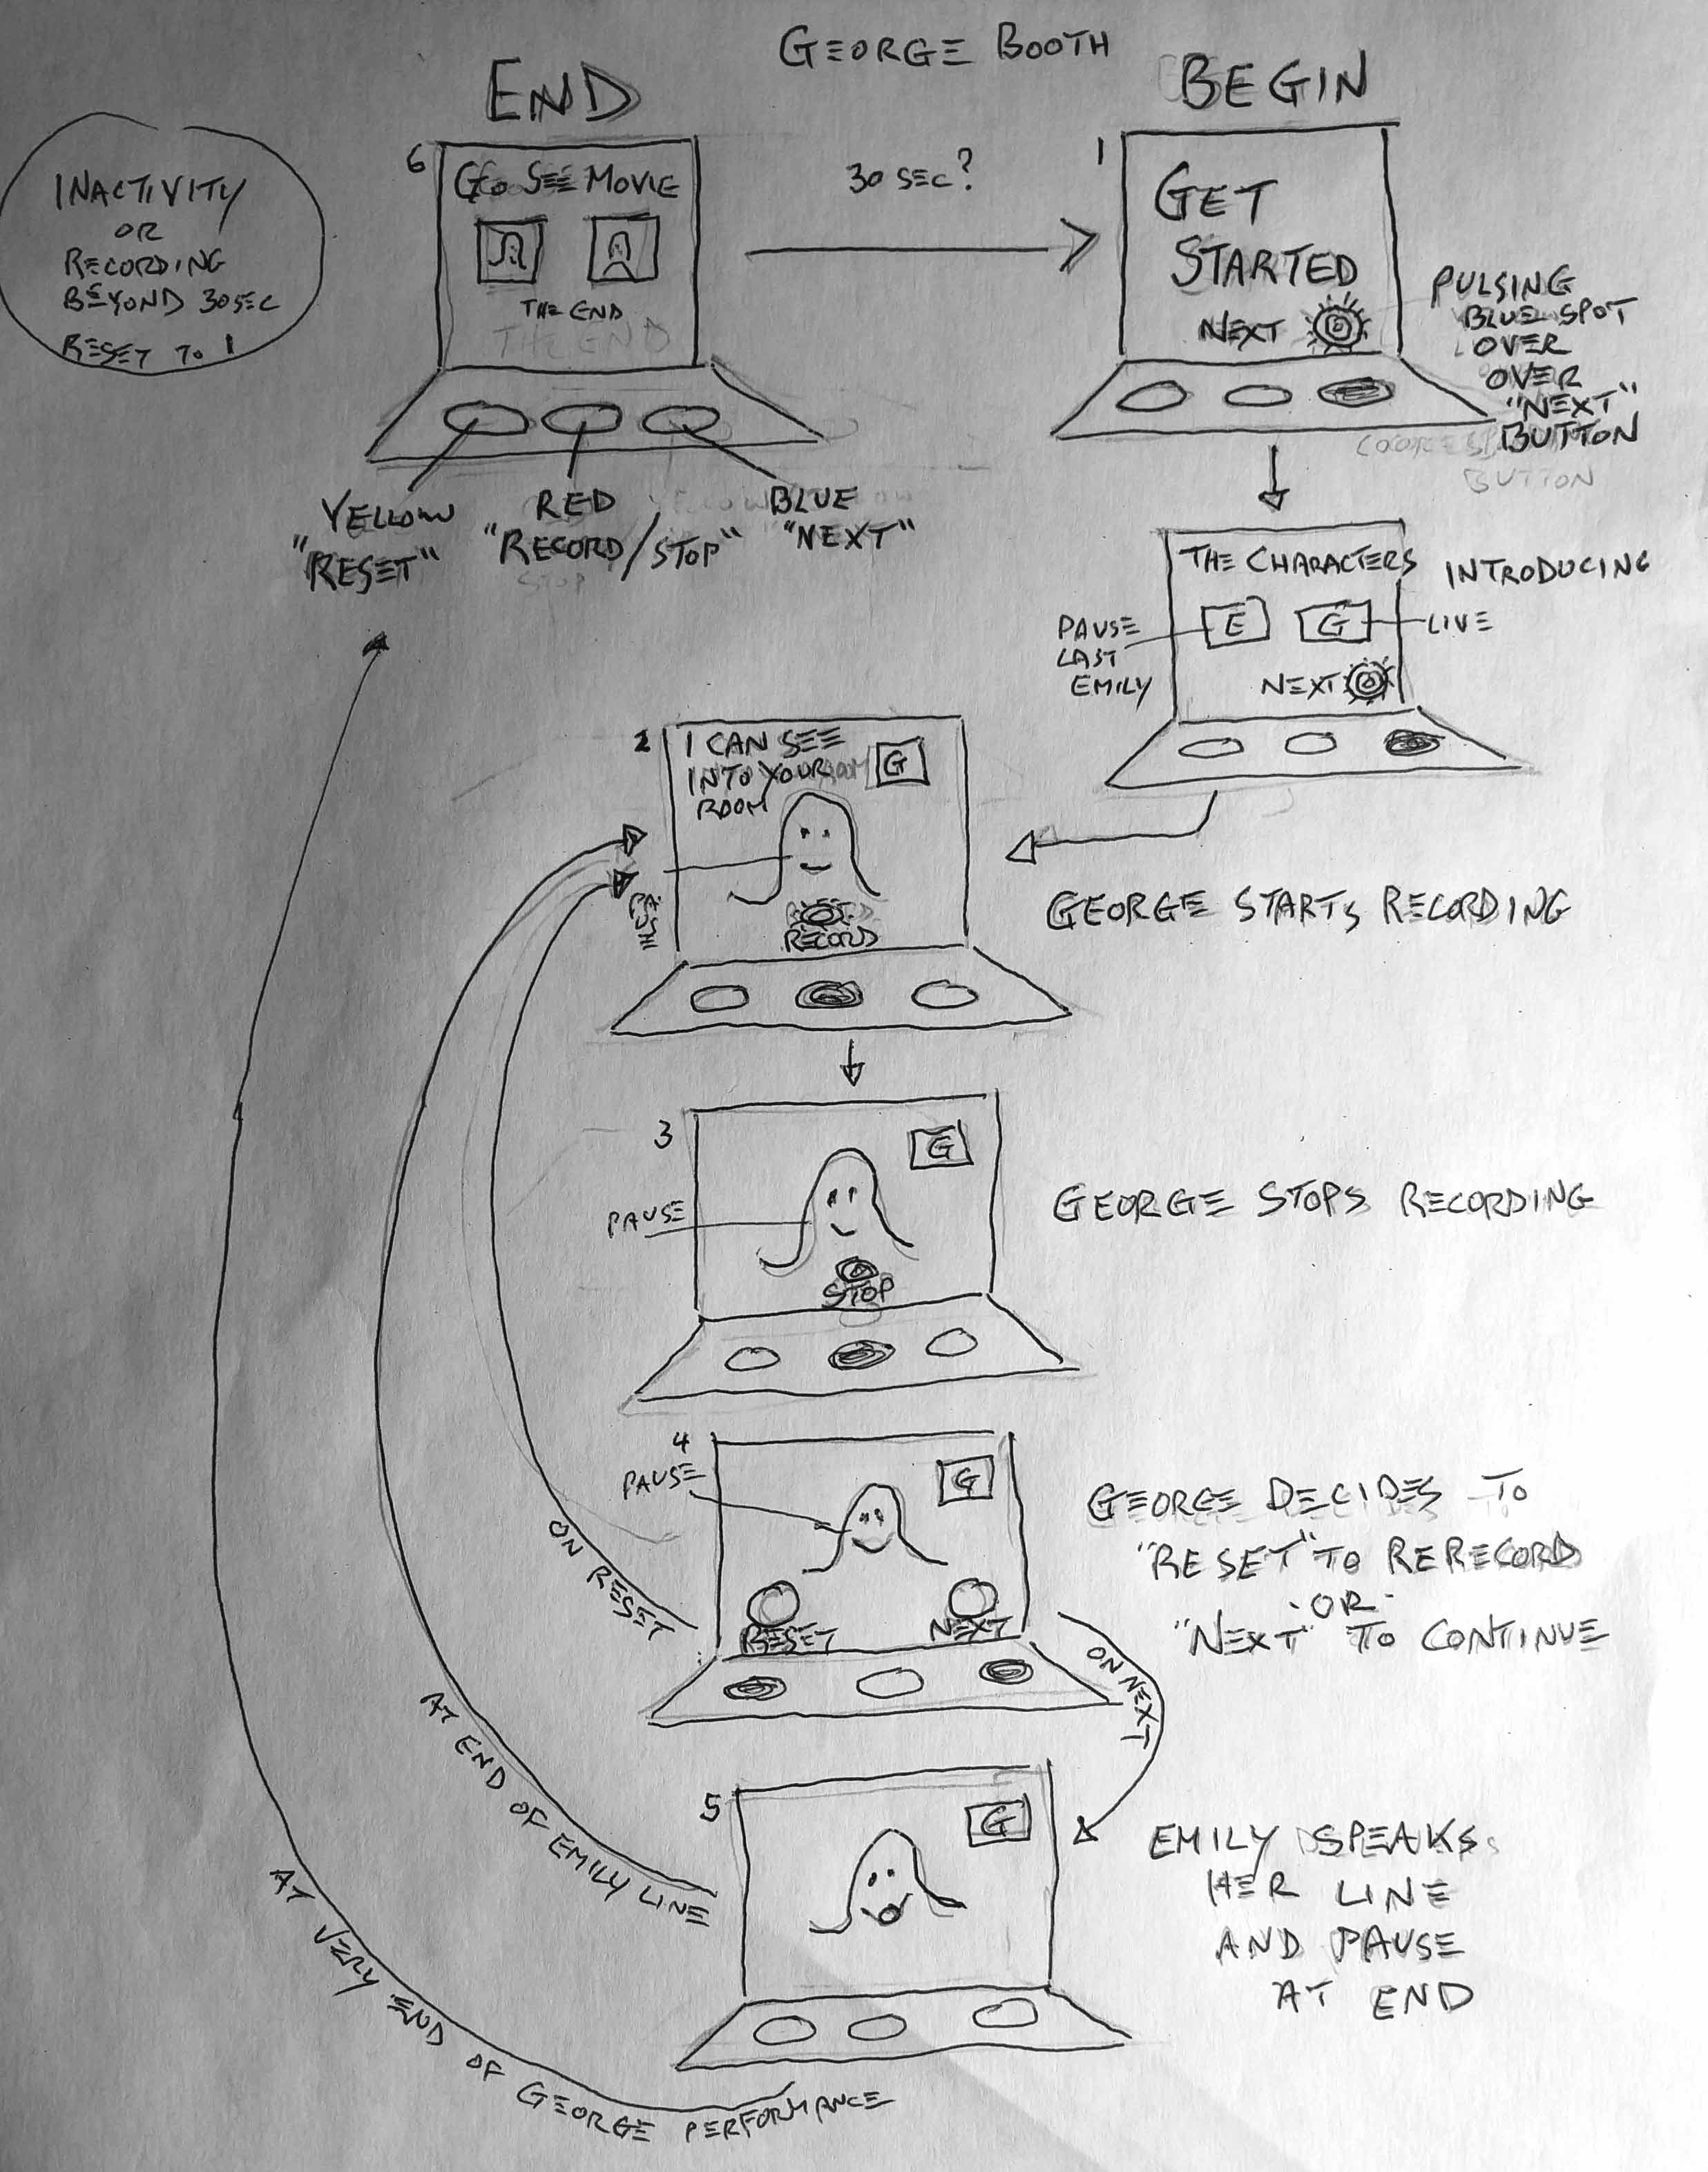 GEORGE BOOTH
END
BEGIN
INACTIVITY
OR
RECORDING
BEYOND 30SEC
RESET TO 1
6
GO SEE MOVIE
THE END
THE END
30 SEC?
1
GET
STARTED
NEXT
PULSING
BLUE SPOT
OVER
OVER
"NEXT"
BUTTON
BUTTON
YELLOW
"RESET"
RED
"RECORD/STOP"
STOP
BLUE
"NEXT"
THE CHARACTERS
INTRODUCING
E
G
PAUSE
LAST
EMILY
LIVE
NEXT
2
I CAN SEE
INTO YOUR
ROOM
G
PAUSE
RECORD
GEORGE STARTS RECORDING
3
G
PAUSE
STOP
GEORGE STOPS RECORDING
4
PAUSE
G
RESET
NEXT
GEORGE DECIDES TO
"RESET" TO RERECORD
-OR-
"NEXT" TO CONTINUE
ON RESET
ON NEXT
5
G
EMILY SPEAKS
HER LINE
AND PAUSE
AT END
AT END OF EMILY LINE
AT VERY END OF GEORGE PERFORMANCE